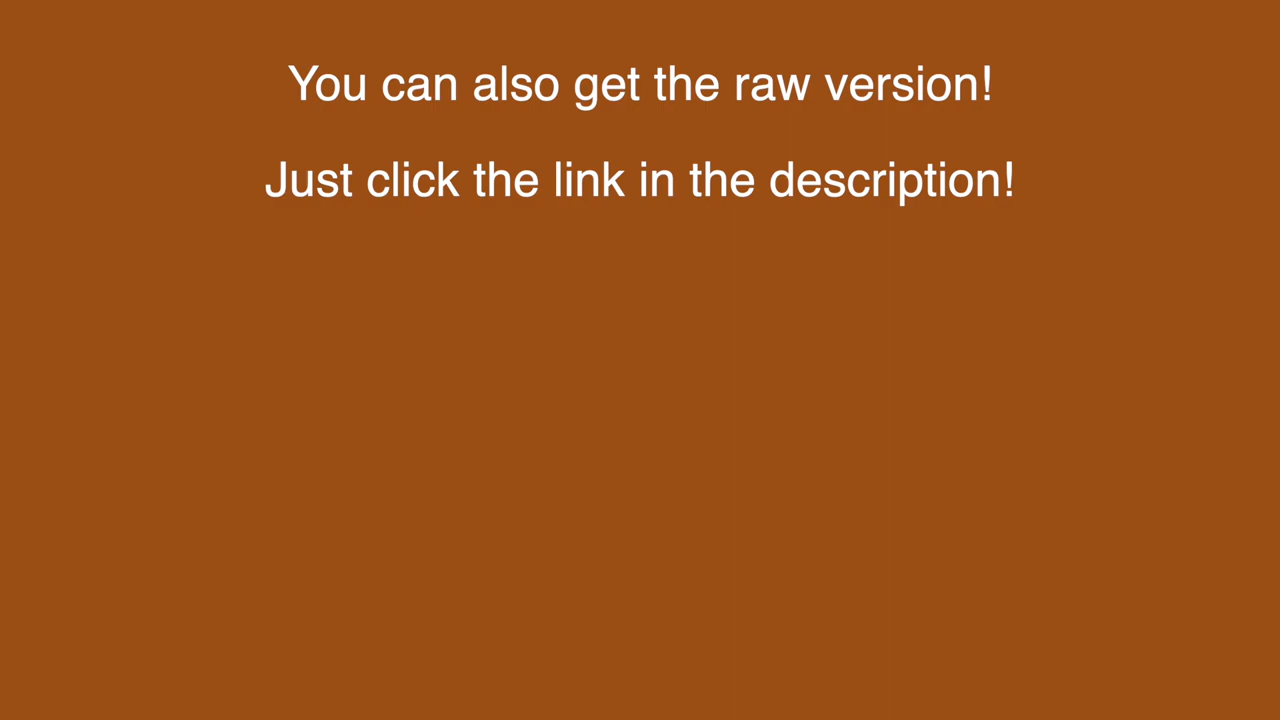 You can also get the raw version!
Just click the link in the description!